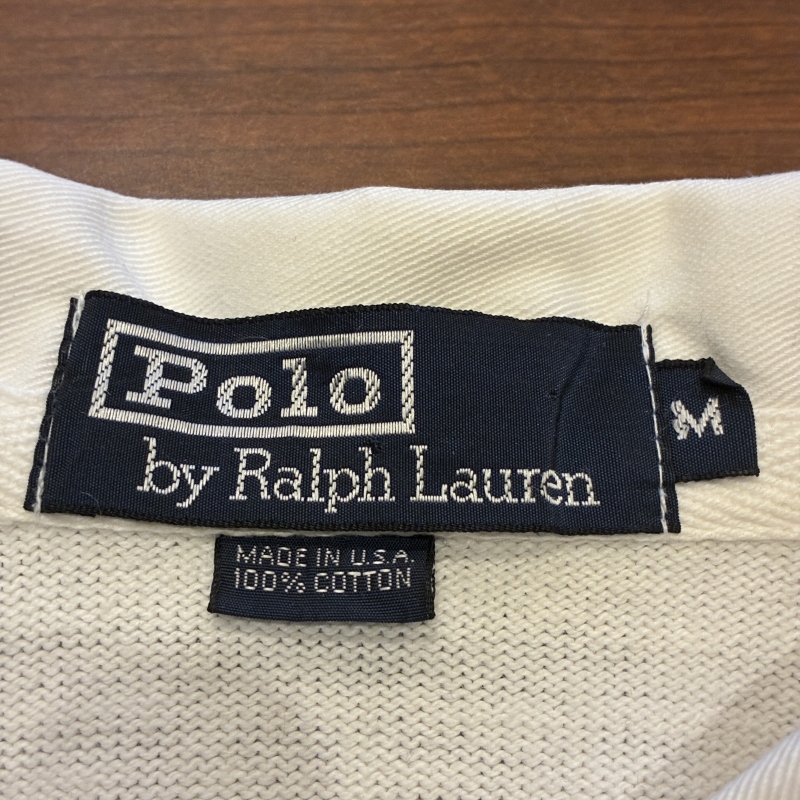 Polo
by Ralph Lauren
M
MADE IN U.S.A.
100% COTTON